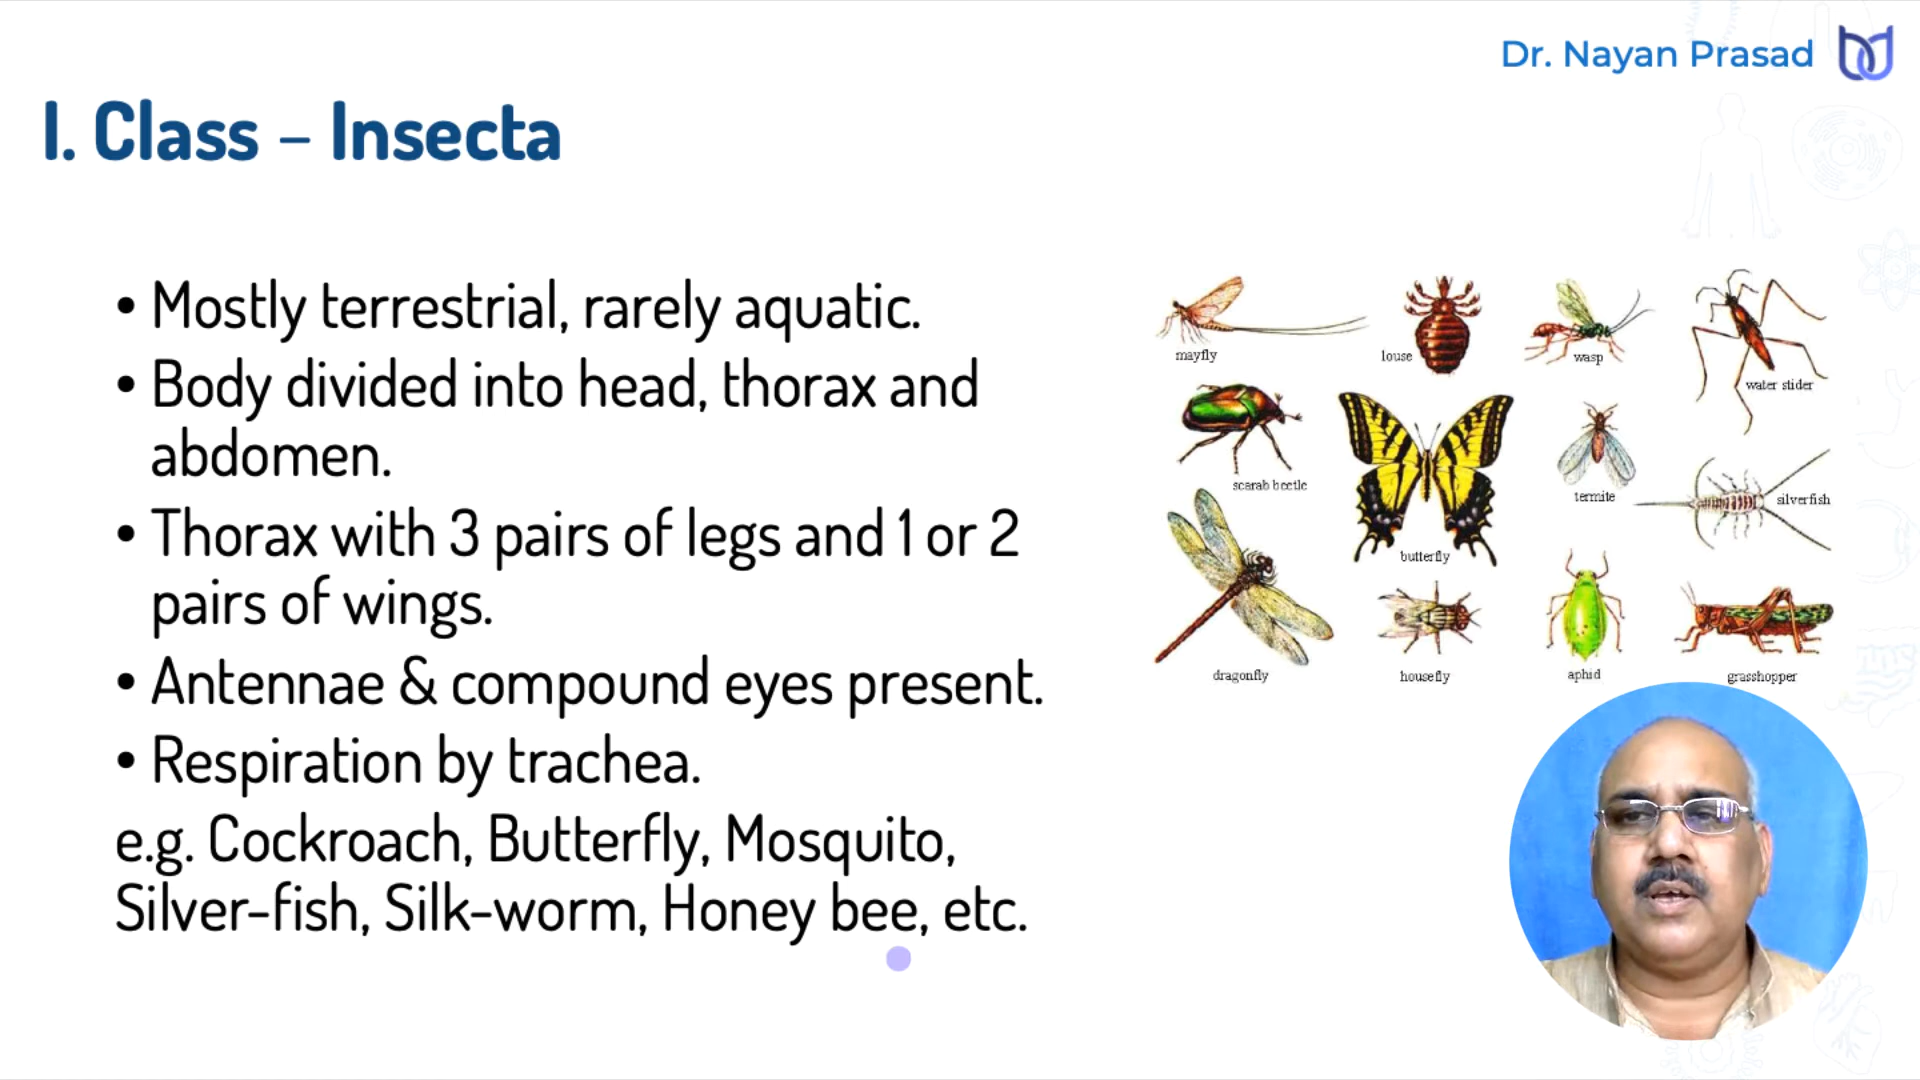 Dr. Nayan Prasad
I. Class – Insecta
• Mostly terrestrial, rarely aquatic.
• Body divided into head, thorax and
abdomen.
• Thorax with 3 pairs of legs and 1 or 2
pairs of wings.
• Antennae & compound eyes present.
• Respiration by trachea.
e.g. Cockroach, Butterfly, Mosquito,
Silver-fish, Silk-worm, Honey bee, etc.
mayfly
louse
wasp
water stider
scarab beetle
butterfly
termite
silverfish
dragonfly
housefly
aphid
grasshopper